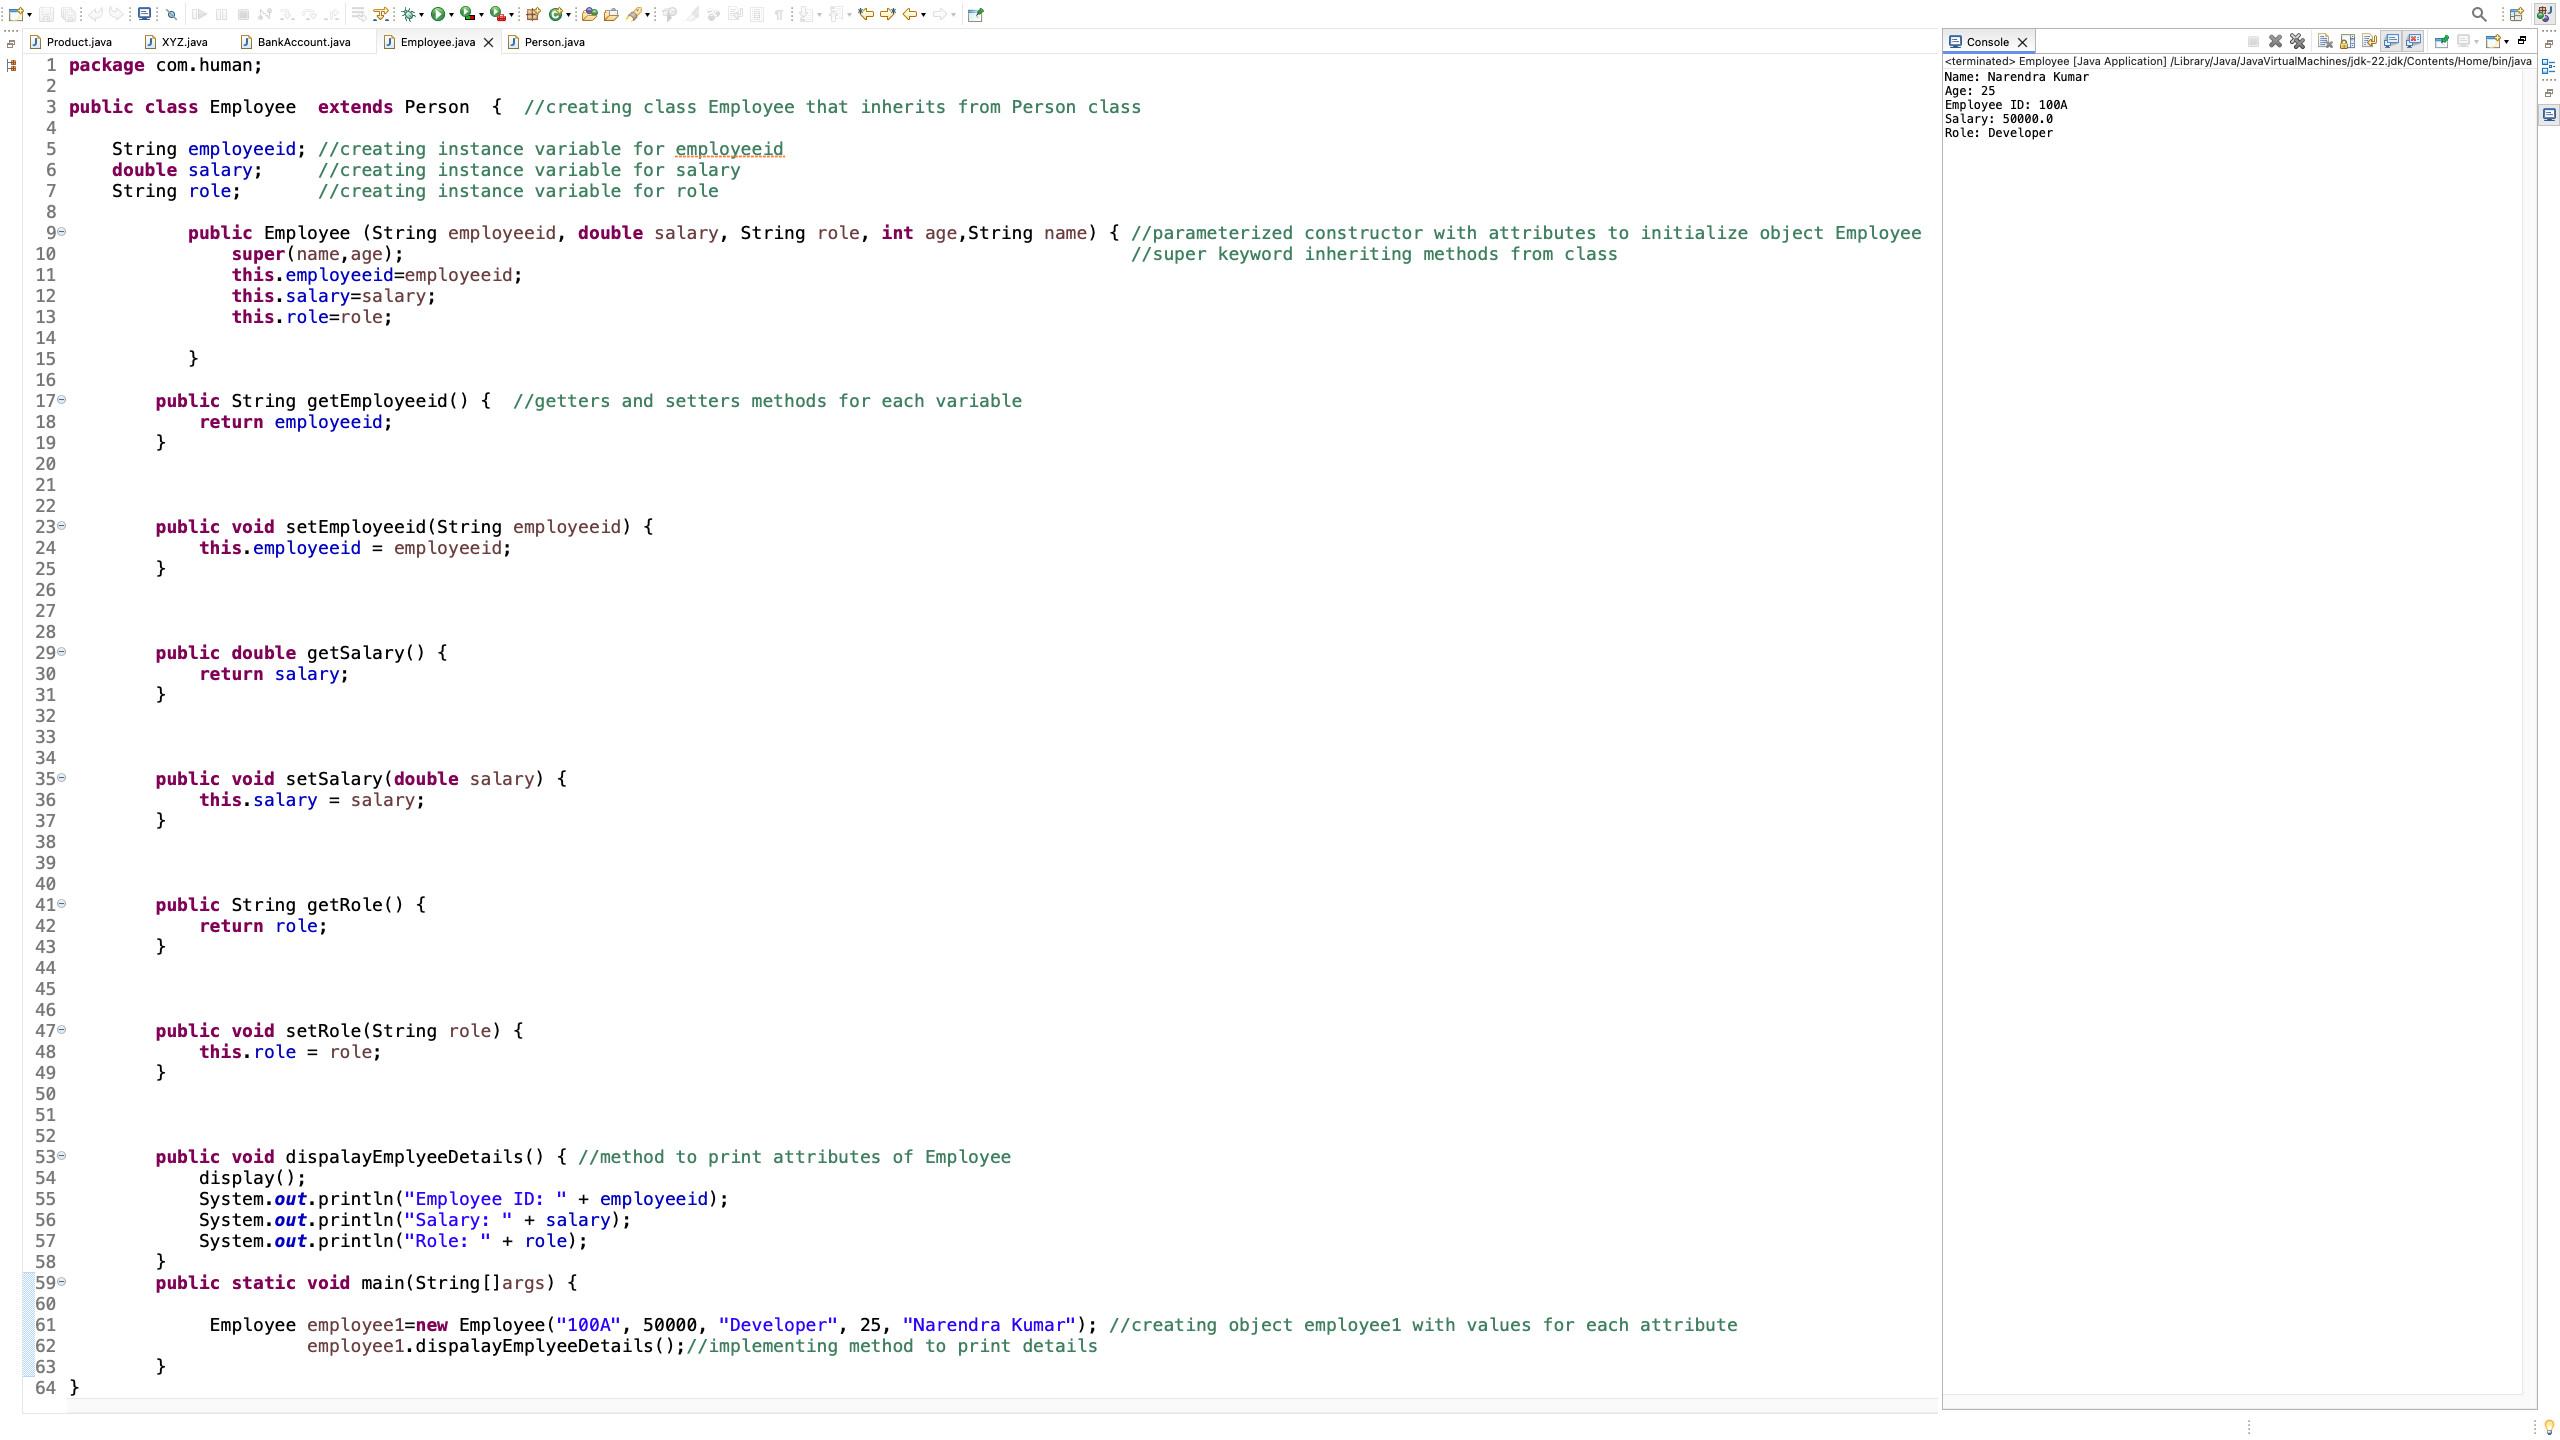 Product.java XYZ.java BankAccount.java Employee.java Person.java
1 package com.human;
2
3 public class Employee  extends Person  {  //creating class Employee that inherits from Person class
4
5 String employeeid; //creating instance variable for employeeid
6 double salary;     //creating instance variable for salary
7 String role;       //creating instance variable for role
8
9 public Employee (String employeeid, double salary, String role, int age,String name) { //parameterized constructor with attributes to initialize object Employee
10 super(name,age);                                                                   //super keyword inheriting methods from class
11 this.employeeid=employeeid;
12 this.salary=salary;
13 this.role=role;
14
15 }
16
17 public String getEmployeeid() {  //getters and setters methods for each variable
18 return employeeid;
19 }
20
21
22
23 public void setEmployeeid(String employeeid) {
24 this.employeeid = employeeid;
25 }
26
27
28
29 public double getSalary() {
30 return salary;
31 }
32
33
34
35 public void setSalary(double salary) {
36 this.salary = salary;
37 }
38
39
40
41 public String getRole() {
42 return role;
43 }
44
45
46
47 public void setRole(String role) {
48 this.role = role;
49 }
50
51
52
53 public void dispalayEmplyeeDetails() { //method to print attributes of Employee
54 display();
55 System.out.println("Employee ID: " + employeeid);
56 System.out.println("Salary: " + salary);
57 System.out.println("Role: " + role);
58 }
59 public static void main(String[]args) {
60
61 Employee employee1=new Employee("100A", 50000, "Developer", 25, "Narendra Kumar"); //creating object employee1 with values for each attribute
62 employee1.dispalayEmplyeeDetails();//implementing method to print details
63 }
64 }
Console
<terminated> Employee [Java Application] /Library/Java/JavaVirtualMachines/jdk-22.jdk/Contents/Home/bin/java
Name: Narendra Kumar
Age: 25
Employee ID: 100A
Salary: 50000.0
Role: Developer